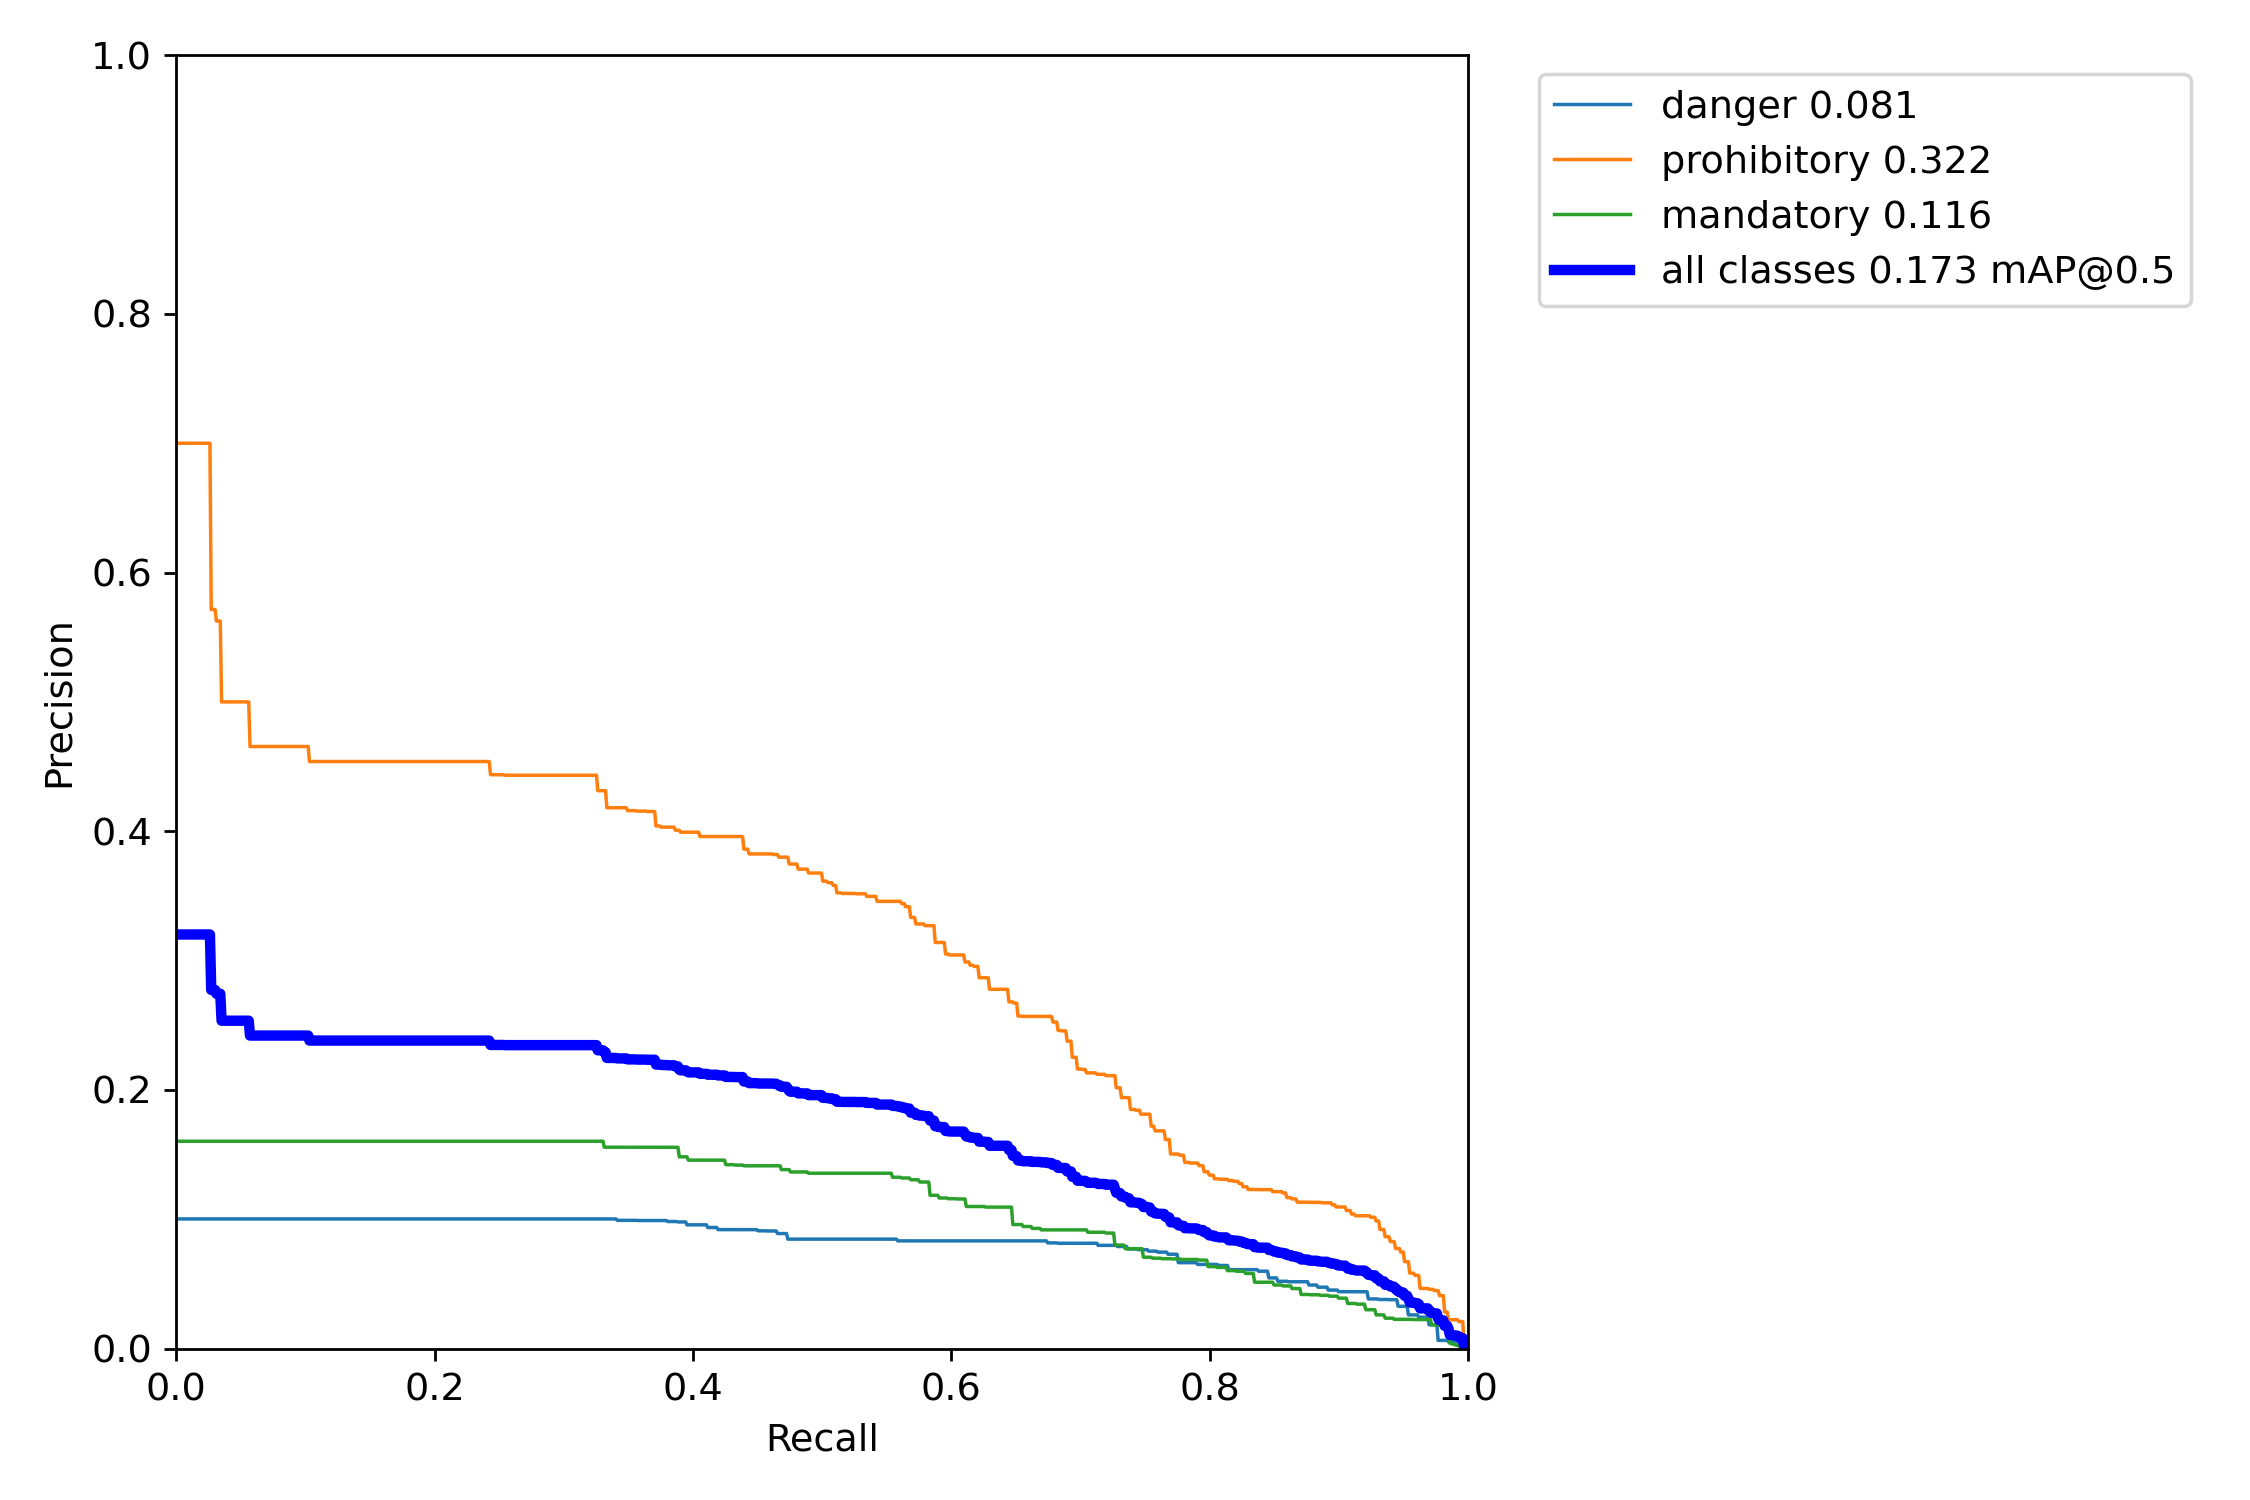 1.0
0.8
0.6
0.4
0.2
0.0
Precision
0.0 0.2 0.4 0.6 0.8 1.0
Recall
danger 0.081
prohibitory 0.322
mandatory 0.116
all classes 0.173 mAP@0.5